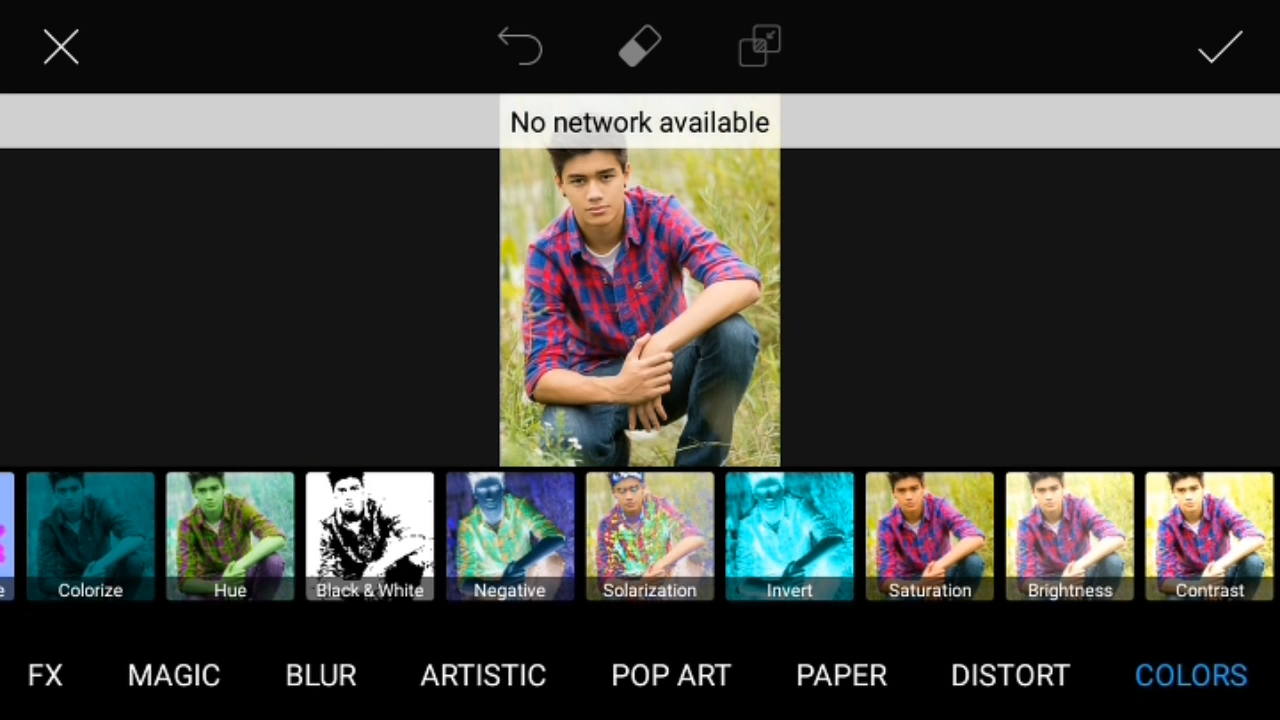 No network available
Colorize
Hue
Black & White
Negative
Solarization
Invert
Saturation
Brightness
Contrast
FX MAGIC BLUR ARTISTIC POP ART PAPER DISTORT COLORS